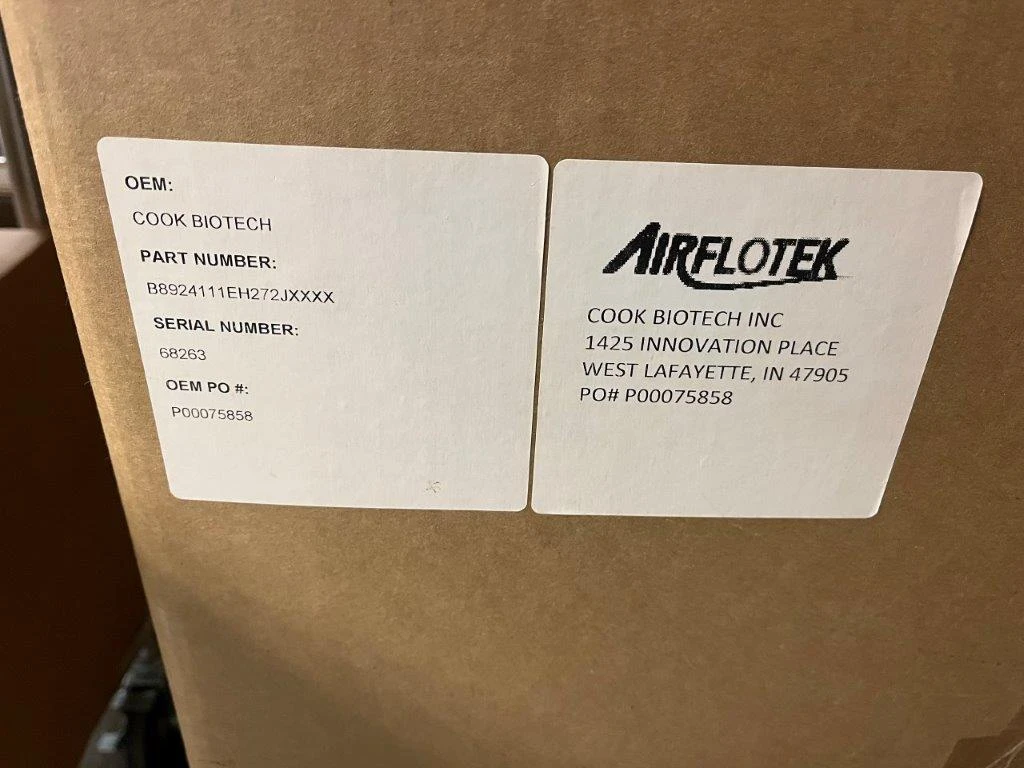 OEM:
COOK BIOTECH
PART NUMBER:
B8924111EH272JXXXX
SERIAL NUMBER:
68263
OEM PO #:
P00075858
AIRFLOTEK
COOK BIOTECH INC
1425 INNOVATION PLACE
WEST LAFAYETTE, IN 47905
PO# P00075858